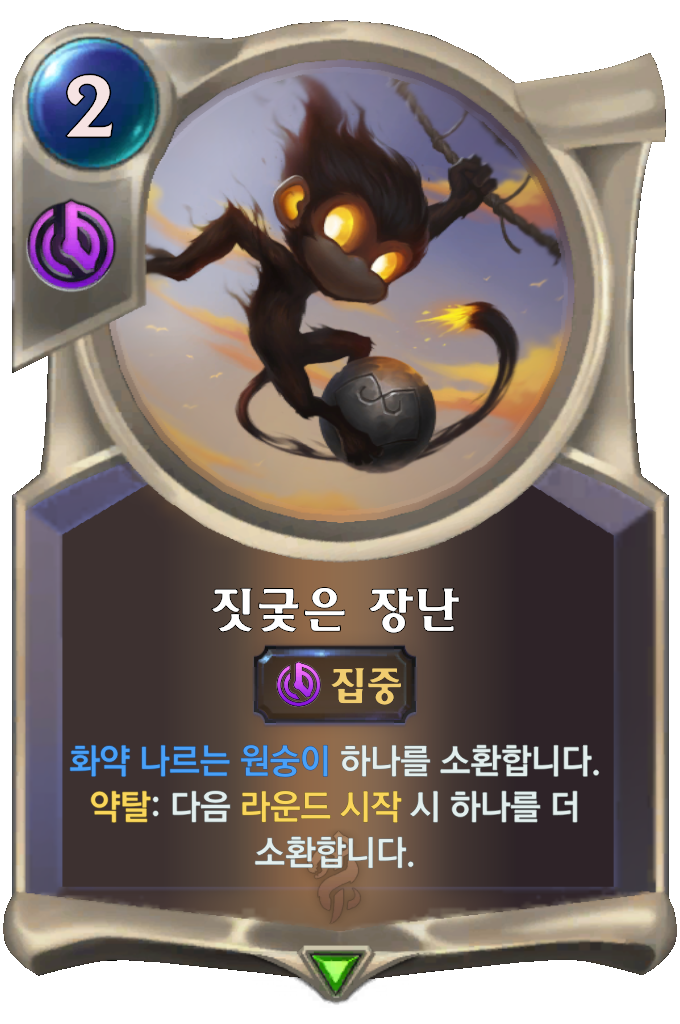 2
짓궂은 장난
집중
화약 나르는 원숭이 하나를 소환합니다.
약탈: 다음 라운드 시작 시 하나를 더
소환합니다.